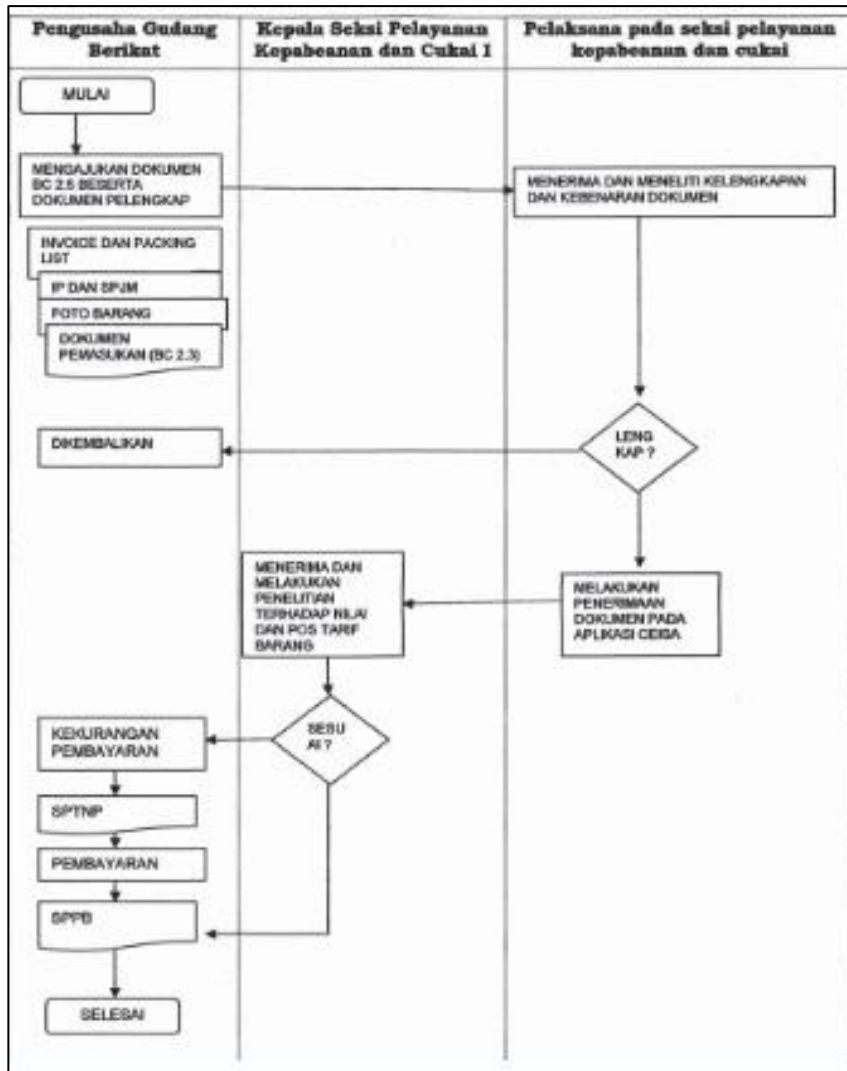 Pengusaha Gudang
Berikat
Kepala Seksi Pelayanan
Kepabeanan dan Cukai I
Pelaksana pada seksi pelayanan
kepabeanan dan cukai
MULAI
MENGAJUKAN DOKUMEN
BC 2.5 BESERTA
DOKUMEN PELENGKAP
MENERIMA DAN MENELITI KELENGKAPAN
DAN KEBENARAN DOKUMEN
INVOICE DAN PACKING
LIST
IP DAN SPJM
FOTO BARANG
DOKUMEN
PEMASUKAN (BC 2.3)
LENG
KAP ?
DIKEMBALIKAN
MENERIMA DAN
MELAKUKAN
PENELITIAN
TERHADAP NILAI
DAN POS TARIF
BARANG
MELAKUKAN
PENERIMAAN
DOKUMEN PADA
APLIKASI CEISA
SESU
AI ?
KEKURANGAN
PEMBAYARAN
SPTNP
PEMBAYARAN
SPPB
SELESAI